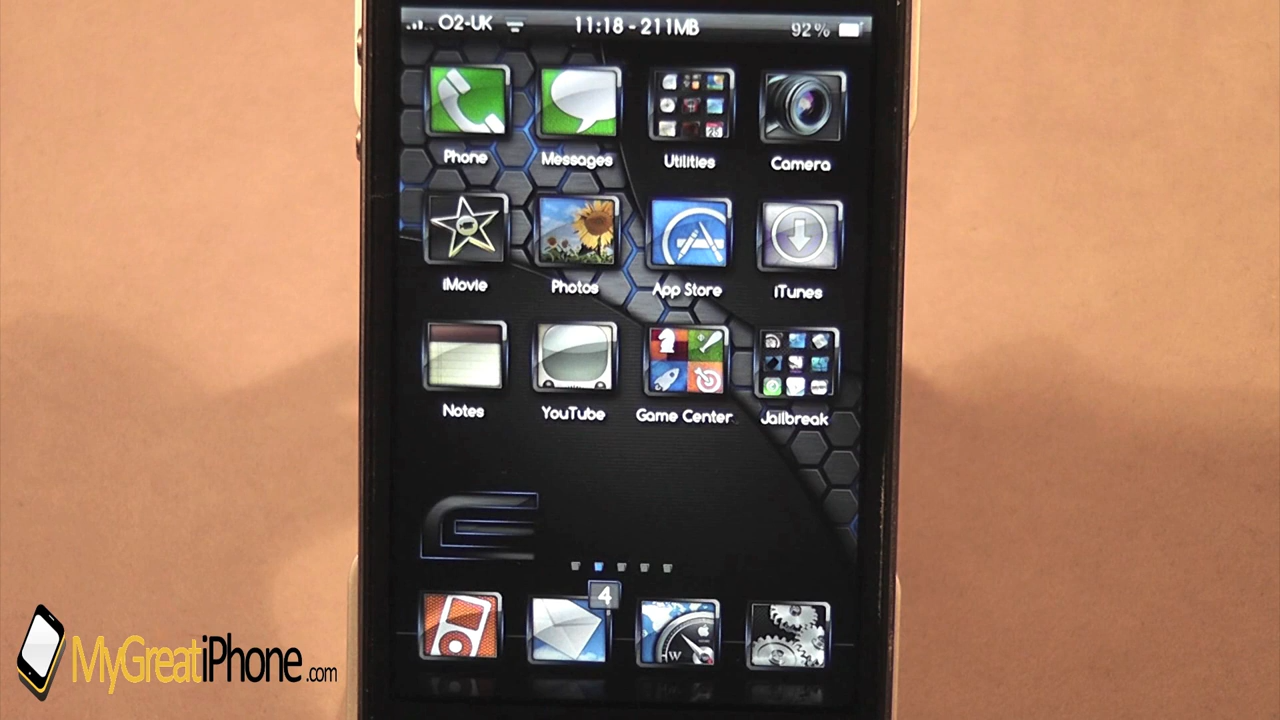 O2-UK 11:18 - 211MB 92%
Phone Messages Utilities Camera
25
iMovie Photos App Store iTunes
Notes YouTube Game Center Jailbreak
4
W
MyGreatiPhone.com